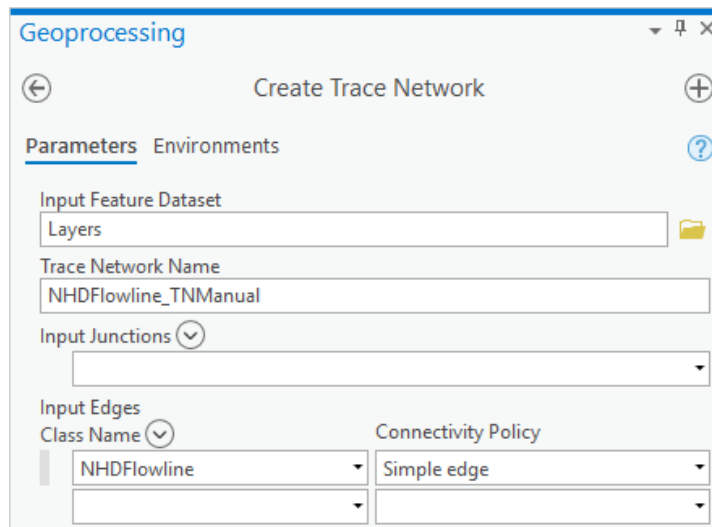 Geoprocessing
Create Trace Network
Parameters Environments
Input Feature Dataset
Layers
Trace Network Name
NHDFlowline_TNManual
Input Junctions
Input Edges
Class Name Connectivity Policy
NHDFlowline Simple edge